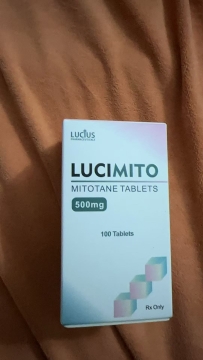 LUCIUS
LUCIMITO
MITOTANE TABLETS
500mg
100 Tablets
Rx Only